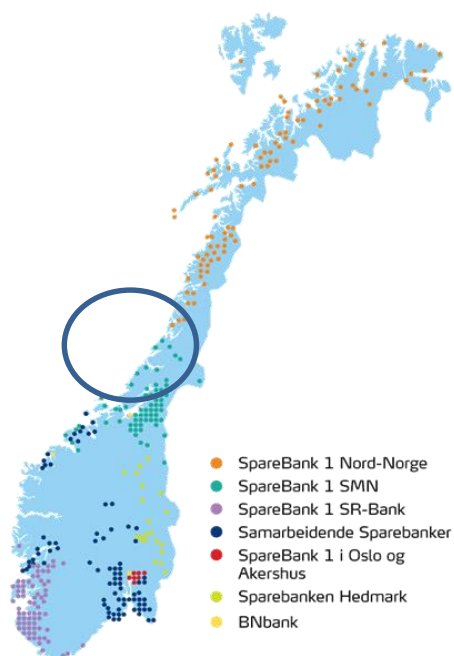 SpareBank 1 Nord-Norge
SpareBank 1 SMN
SpareBank 1 SR-Bank
Samarbeidende Sparebanker
SpareBank 1 i Oslo og
Akershus
Sparebanken Hedmark
BNbank